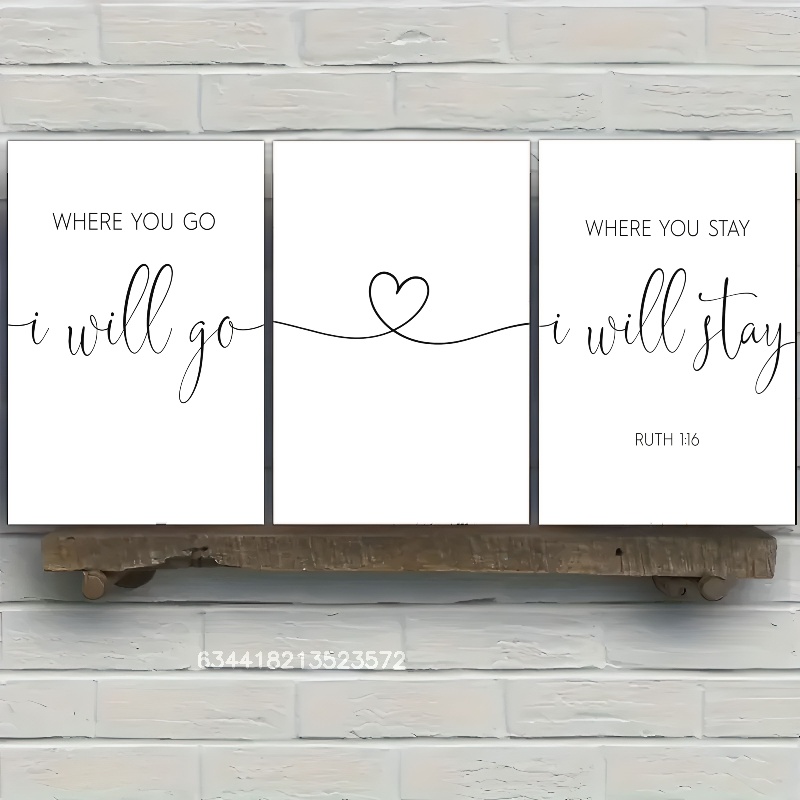 WHERE YOU GO
i will go
WHERE YOU STAY
i will stay
RUTH 1:16
634418213523572